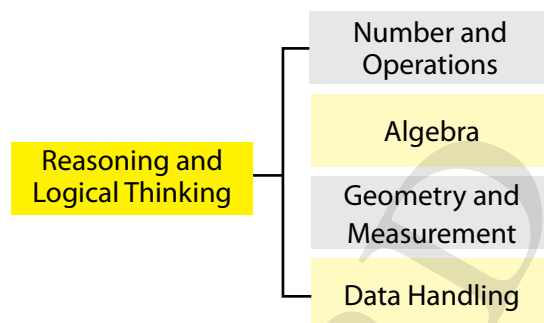 Number and
Operations
Algebra
Reasoning and
Logical Thinking
Geometry and
Measurement
Data Handling